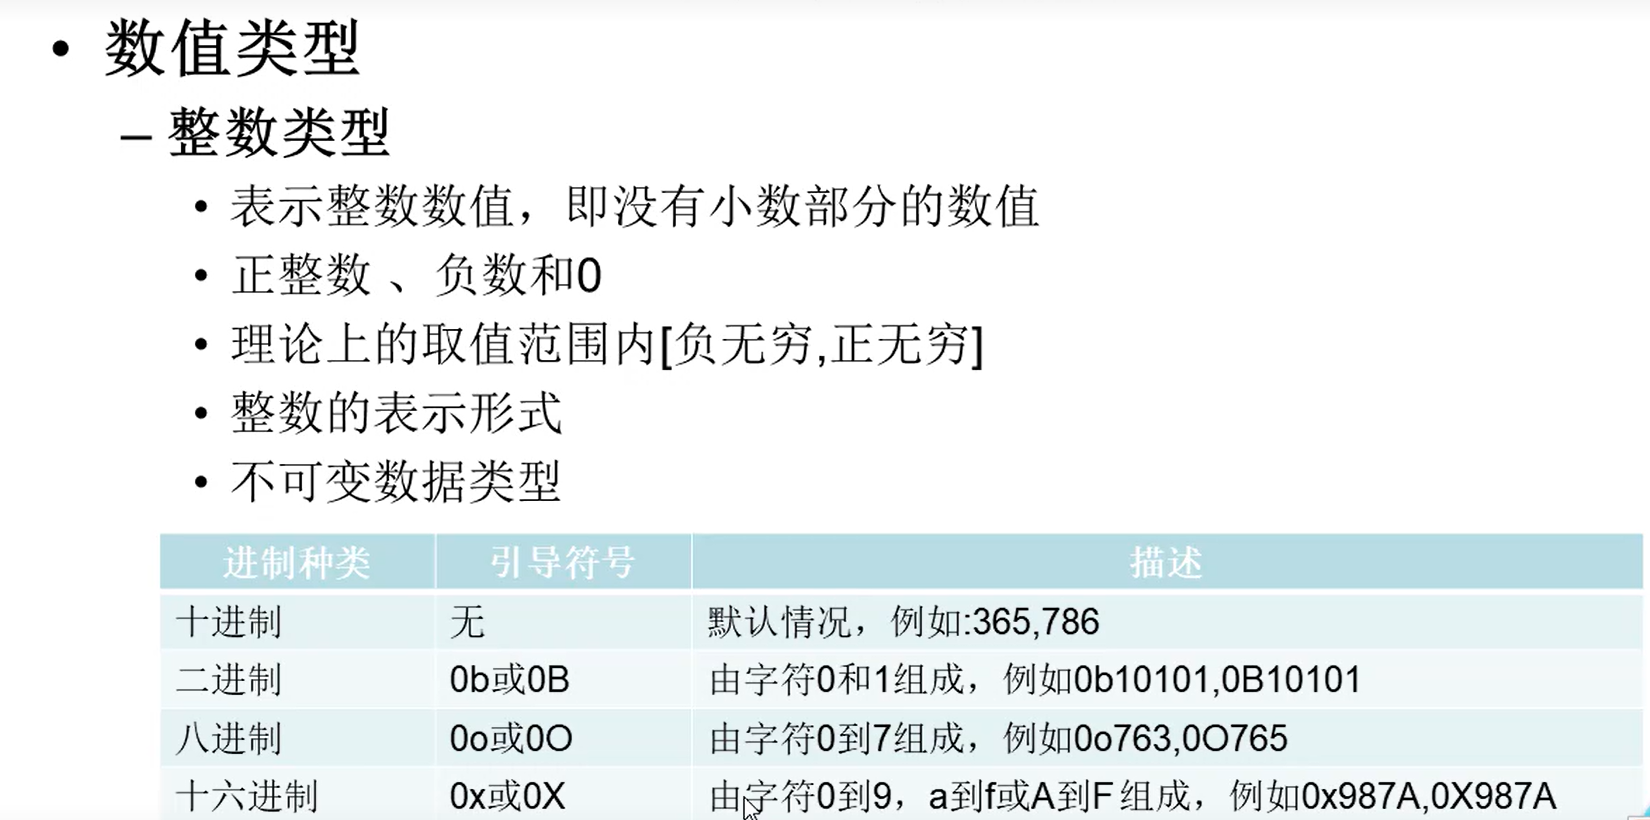 • 数值类型
– 整数类型
• 表示整数数值，即没有小数部分的数值
• 正整数 、负数和0
• 理论上的取值范围内[负无穷,正无穷]
• 整数的表示形式
• 不可变数据类型
进制种类 引导符号 描述
十进制 无 默认情况，例如:365,786
二进制 0b或0B 由字符0和1组成，例如0b10101,0B10101
八进制 0o或0O 由字符0到7组成，例如0o763,0O765
十六进制 0x或0X 由字符0到9，a到f或A到F组成，例如0x987A,0X987A